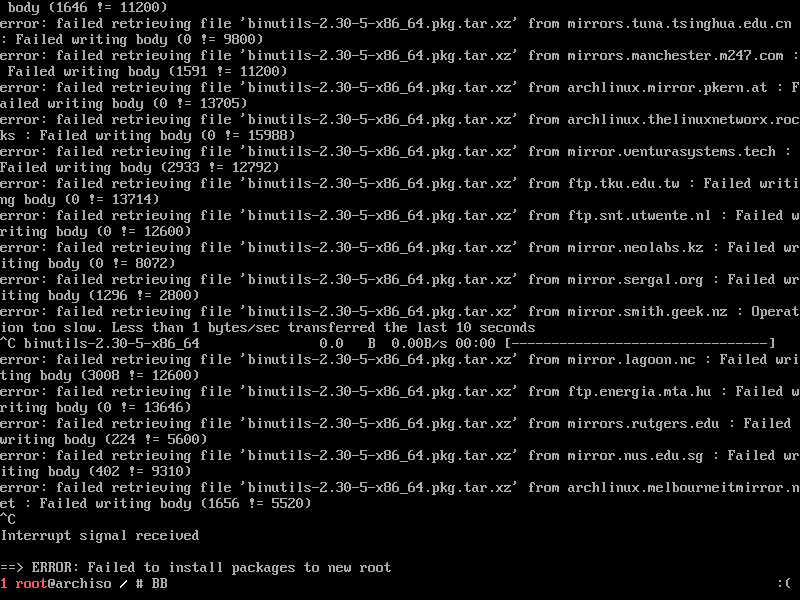 body (1646 != 11200)
error: failed retrieving file 'binutils-2.30-5-x86_64.pkg.tar.xz' from mirrors.tuna.tsinghua.edu.cn
: Failed writing body (0 != 9800)
error: failed retrieving file 'binutils-2.30-5-x86_64.pkg.tar.xz' from mirrors.manchester.m247.com :
 Failed writing body (1591 != 11200)
error: failed retrieving file 'binutils-2.30-5-x86_64.pkg.tar.xz' from archlinux.mirror.pkern.at : F
ailed writing body (0 != 13705)
error: failed retrieving file 'binutils-2.30-5-x86_64.pkg.tar.xz' from archlinux.thelinuxnetworx.roc
ks : Failed writing body (0 != 15988)
error: failed retrieving file 'binutils-2.30-5-x86_64.pkg.tar.xz' from mirror.venturasystems.tech :
Failed writing body (2933 != 12792)
error: failed retrieving file 'binutils-2.30-5-x86_64.pkg.tar.xz' from ftp.tku.edu.tw : Failed writi
ng body (0 != 13714)
error: failed retrieving file 'binutils-2.30-5-x86_64.pkg.tar.xz' from ftp.snt.utwente.nl : Failed w
riting body (0 != 12600)
error: failed retrieving file 'binutils-2.30-5-x86_64.pkg.tar.xz' from mirror.neolabs.kz : Failed wr
iting body (0 != 8072)
error: failed retrieving file 'binutils-2.30-5-x86_64.pkg.tar.xz' from mirror.sergal.org : Failed wr
iting body (1296 != 2800)
error: failed retrieving file 'binutils-2.30-5-x86_64.pkg.tar.xz' from mirror.smith.geek.nz : Operat
ion too slow. Less than 1 bytes/sec transferred the last 10 seconds
^C binutils-2.30-5-x86_64               0.0   B  0.00B/s 00:00 [--------------------------------]
error: failed retrieving file 'binutils-2.30-5-x86_64.pkg.tar.xz' from mirror.lagoon.nc : Failed wri
ting body (3008 != 12600)
error: failed retrieving file 'binutils-2.30-5-x86_64.pkg.tar.xz' from ftp.energia.mta.hu : Failed w
riting body (0 != 13646)
error: failed retrieving file 'binutils-2.30-5-x86_64.pkg.tar.xz' from mirrors.rutgers.edu : Failed
writing body (224 != 5600)
error: failed retrieving file 'binutils-2.30-5-x86_64.pkg.tar.xz' from mirror.nus.edu.sg : Failed wr
iting body (402 != 9310)
error: failed retrieving file 'binutils-2.30-5-x86_64.pkg.tar.xz' from archlinux.melbourneitmirror.n
et : Failed writing body (1656 != 5520)
^C
Interrupt signal received

==> ERROR: Failed to install packages to new root
1 root@archiso / # BB                                                                            :(